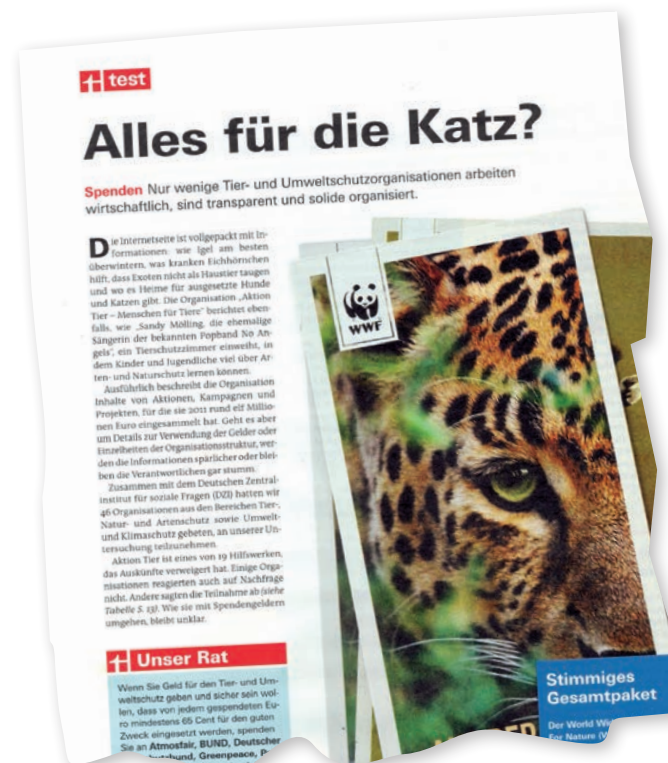 test
Alles für die Katz?
Spenden Nur wenige Tier- und Umweltschutzorganisationen arbeiten
wirtschaftlich, sind transparent und solide organisiert.
Die Internetseite ist vollgepackt mit In-
formationen: wie Igel am besten
überwintern, was kranken Eichhörnchen
hilft, dass Exoten nicht als Haustier taugen
und wo es Heime für ausgesetzte Hunde
und Katzen gibt. Die Organisation „Aktion
Tier – Menschen für Tiere“ berichtet eben-
falls, wie „Sandy Mölling, die ehemalige
Sängerin der bekannten Popband No An-
gels“, ein Tierschutzzimmer einweiht, in
dem Kinder und Jugendliche viel über Ar-
ten- und Naturschutz lernen können.
Ausführlich beschreibt die Organisation
Inhalte von Aktionen, Kampagnen und
Projekten, für die sie 2011 rund elf Millio-
nen Euro eingesammelt hat. Geht es aber
um Details zur Verwendung der Gelder oder
Einzelheiten der Organisationsstruktur, wer-
den die Informationen spärlicher oder blei-
ben die Verantwortlichen gar stumm.
Zusammen mit dem Deutschen Zentral-
institut für soziale Fragen (DZI) hatten wir
46 Organisationen aus den Bereichen Tier-,
Natur- und Artenschutz sowie Umwelt-
und Klimaschutz gebeten, an unserer Un-
tersuchung teilzunehmen.
Aktion Tier ist eines von 19 Hilfswerken,
das Auskünfte verweigert hat. Einige Orga-
nisationen reagierten auch auf Nachfrage
nicht. Andere sagten die Teilnahme ab (siehe
Tabelle S. 13). Wie sie mit Spendengeldern
umgehen, bleibt unklar.
Unser Rat
Wenn Sie Geld für den Tier- und Um-
weltschutz geben und sicher sein wol-
len, dass von jedem gespendeten Eu-
ro mindestens 65 Cent für den guten
Zweck eingesetzt werden, spenden
Sie an Atmosfair, BUND, Deutscher
Greenpeace,
WWF
Stimmiges
Gesamtpaket
Der World
For Nature